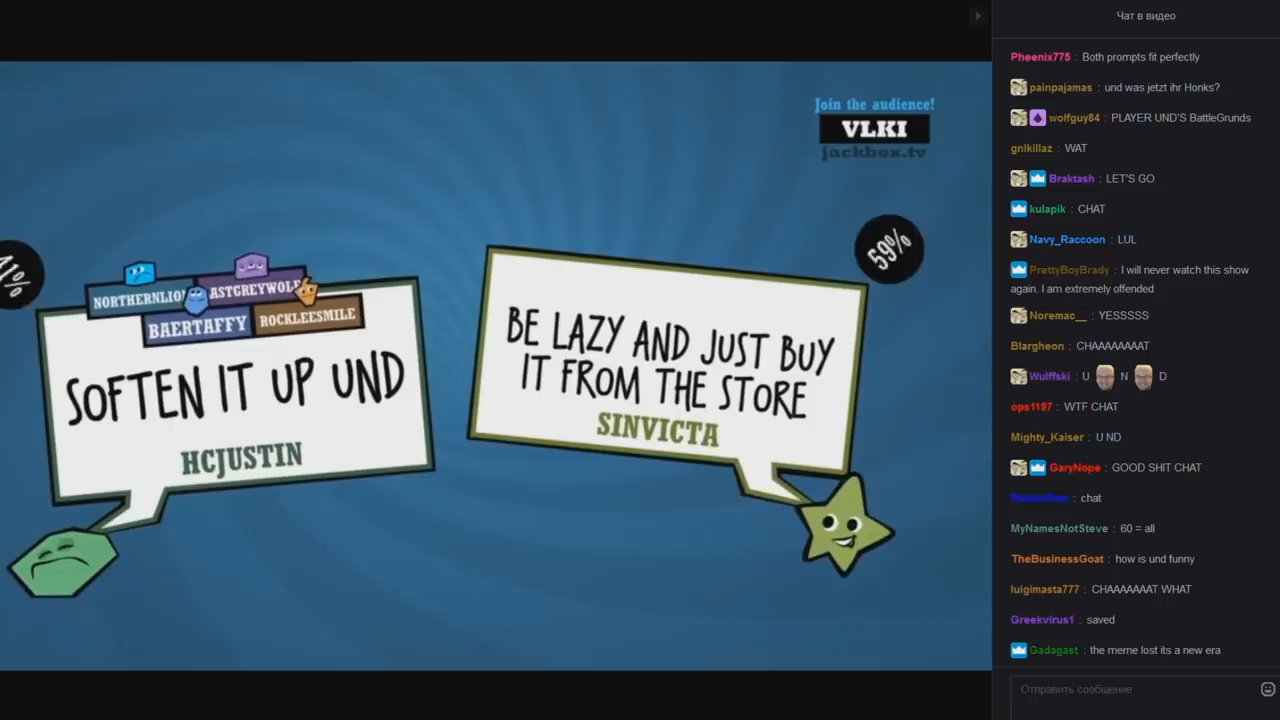 Join the audience!
VLKI
jackbox.tv
41%
59%
NORTHERNLION
ASTGREYWOLF
BAERTAFFY
ROCKLEESMILE
SOFTEN IT UP UND
HCJUSTIN
BE LAZY AND JUST BUY
IT FROM THE STORE
SINVICTA
Чат в видео
Pheenix775 : Both prompts fit perfectly
painpajamas : und was jetzt ihr Honks?
wolfguy84 : PLAYER UND'S BattleGrunds
gnlkillaz : WAT
Braktash : LET'S GO
kulapik : CHAT
Navy_Raccoon : LUL
PrettyBoyBrady : I will never watch this show
again. I am extremely offended
Noremac__ : YESSSSS
Blargheon : CHAAAAAAAT
Wulffski : U N D
ops1197 : WTF CHAT
Mighty_Kaiser : U ND
GaryNope : GOOD SHIT CHAT
: chat
MyNamesNotSteve : 60 = all
TheBusinessGoat : how is und funny
luigimasta777 : CHAAAAAAAT WHAT
Greekvirus1 : saved
Gadagast : the meme lost its a new era
Отправить сообщение